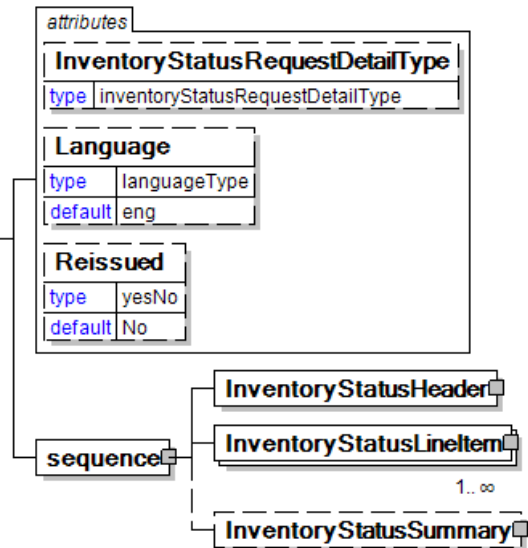 attributes
InventoryStatusRequestDetailType
type inventoryStatusRequestDetailType
Language
type languageType
default eng
Reissued
type yesNo
default No
InventoryStatusHeader
InventoryStatusLineItem
sequence
1..∞
InventoryStatusSummary